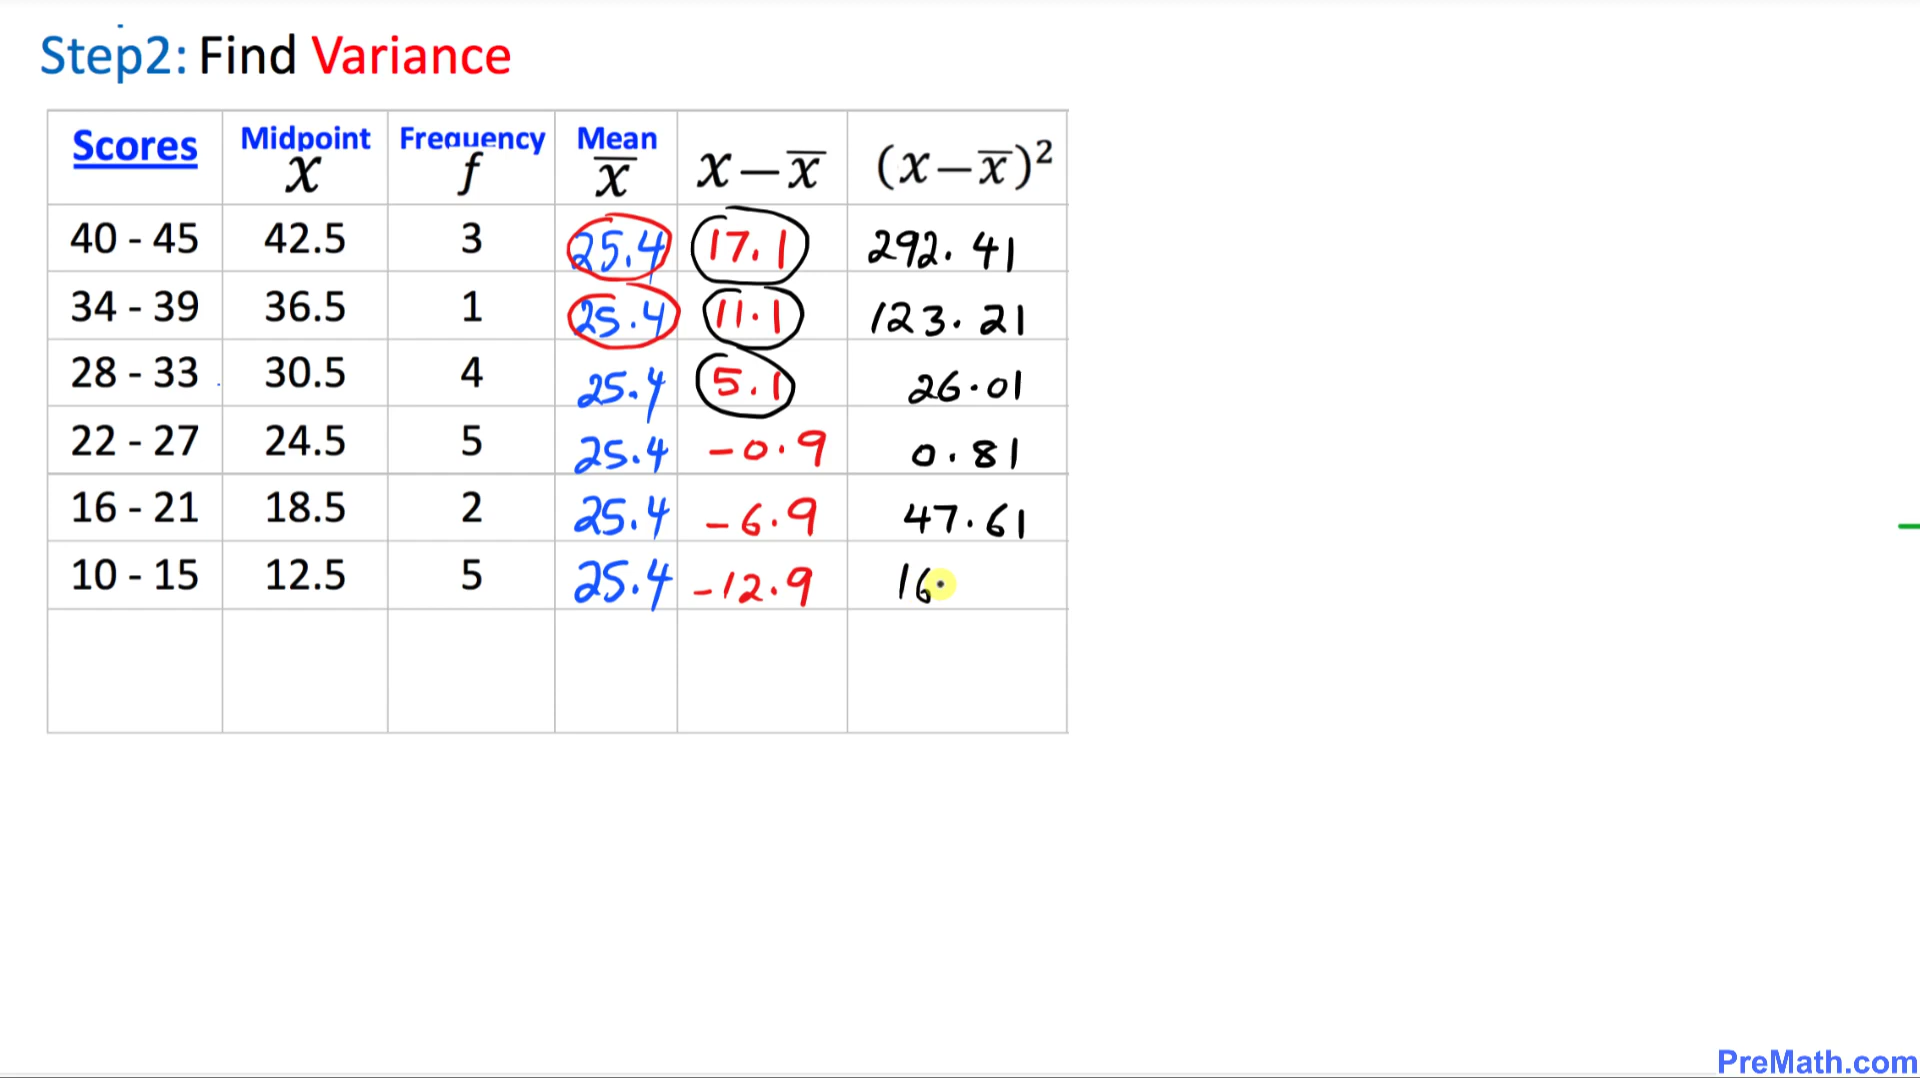 Step2: Find Variance
Scores Midpoint x Frequency f Mean x̅ x − x̅ (x − x̅)²
40 - 45 42.5 3 25.4 17.1 292.41
34 - 39 36.5 1 25.4 11.1 123.21
28 - 33 30.5 4 25.4 5.1 26.01
22 - 27 24.5 5 25.4 -0.9 0.81
16 - 21 18.5 2 25.4 -6.9 47.61
10 - 15 12.5 5 25.4 -12.9 16
PreMath.com